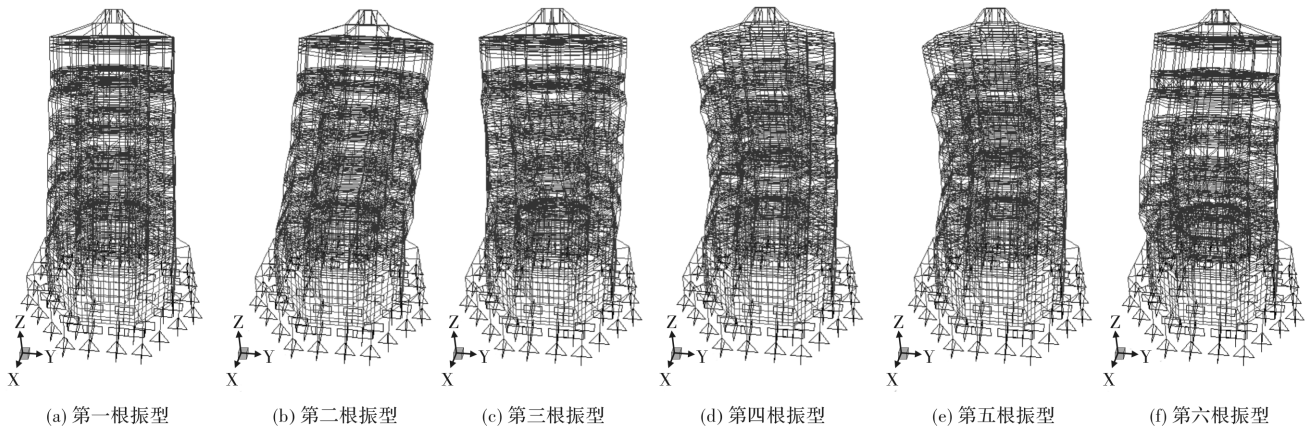 Z Y X
Z Y X
Z Y X
Z Y X
Z Y X
Z Y X
(a) 第一根振型
(b) 第二根振型
(c) 第三根振型
(d) 第四根振型
(e) 第五根振型
(f) 第六根振型